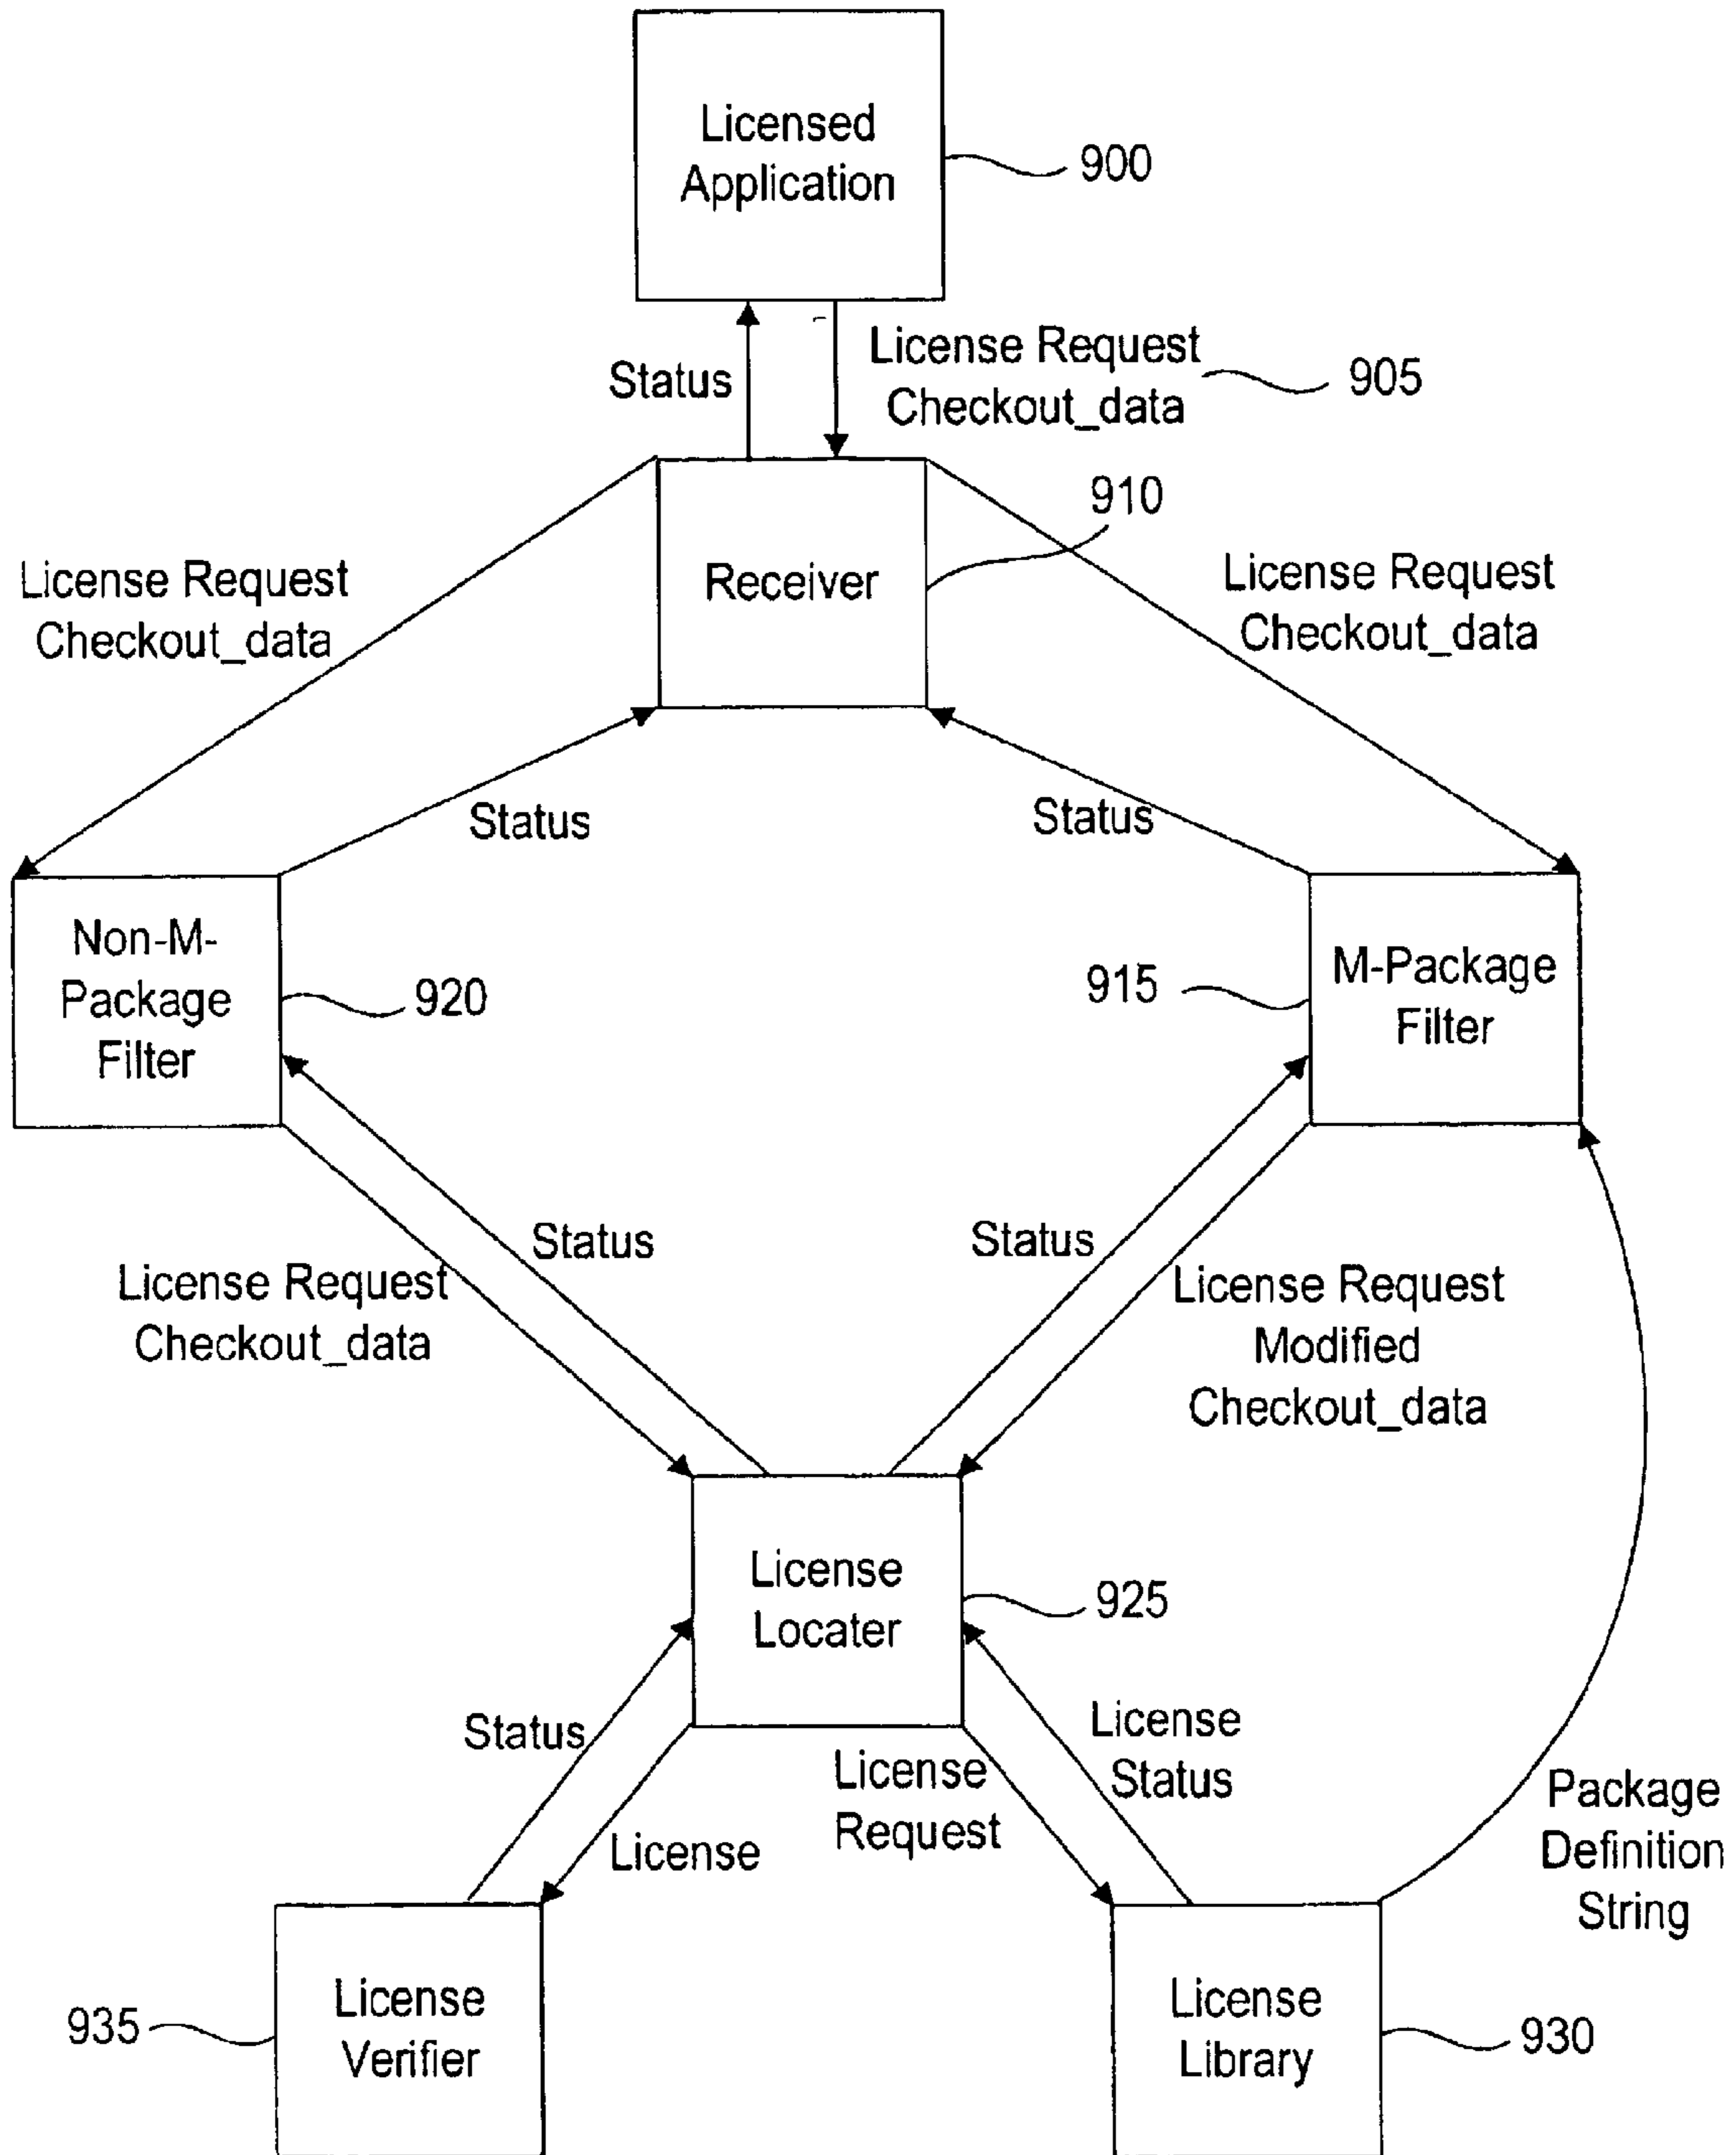 Licensed
Application
900
Status
License Request
Checkout_data
905
910
Receiver
License Request
Checkout_data
License Request
Checkout_data
Status
Status
Non-M-
Package
Filter
920
915
M-Package
Filter
Status
License Request
Checkout_data
Status
License Request
Modified
Checkout_data
License
Locater
925
Status
License
License
Request
License
Status
Package
Definition
String
License
Verifier
935
License
Library
930